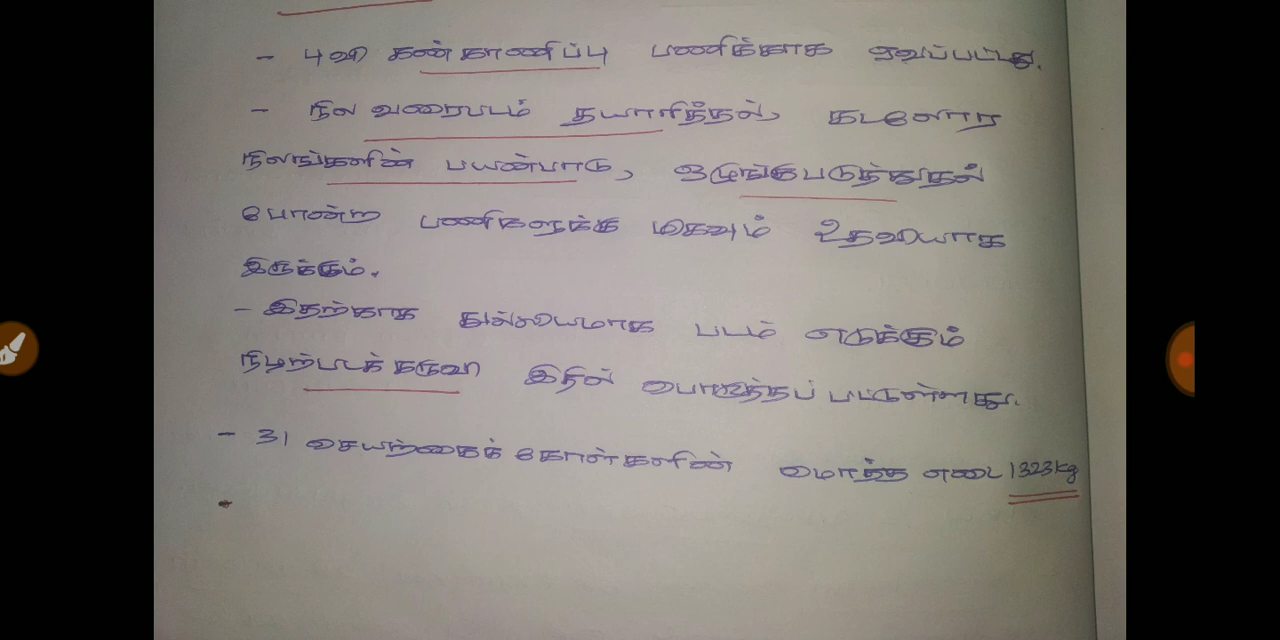 - புவி கண்காணிப்பு பணிக்காக ஏவப்பட்டது.
- நில வரைபடம் தயாரித்தல், கடலோர
நிலங்களின் பயன்பாடு, ஒழுங்குபடுத்துதல்
போன்ற பணிகளுக்கு மிகவும் உதவியாக
இருக்கும்.
- இதற்காக துல்லியமாக படம் எடுக்கும்
நிழற்படக் கருவி இதில் பொருத்தப் பட்டுள்ளது.
- 31 செயற்கைக் கோள்களின் மொத்த எடை 1323kg
-